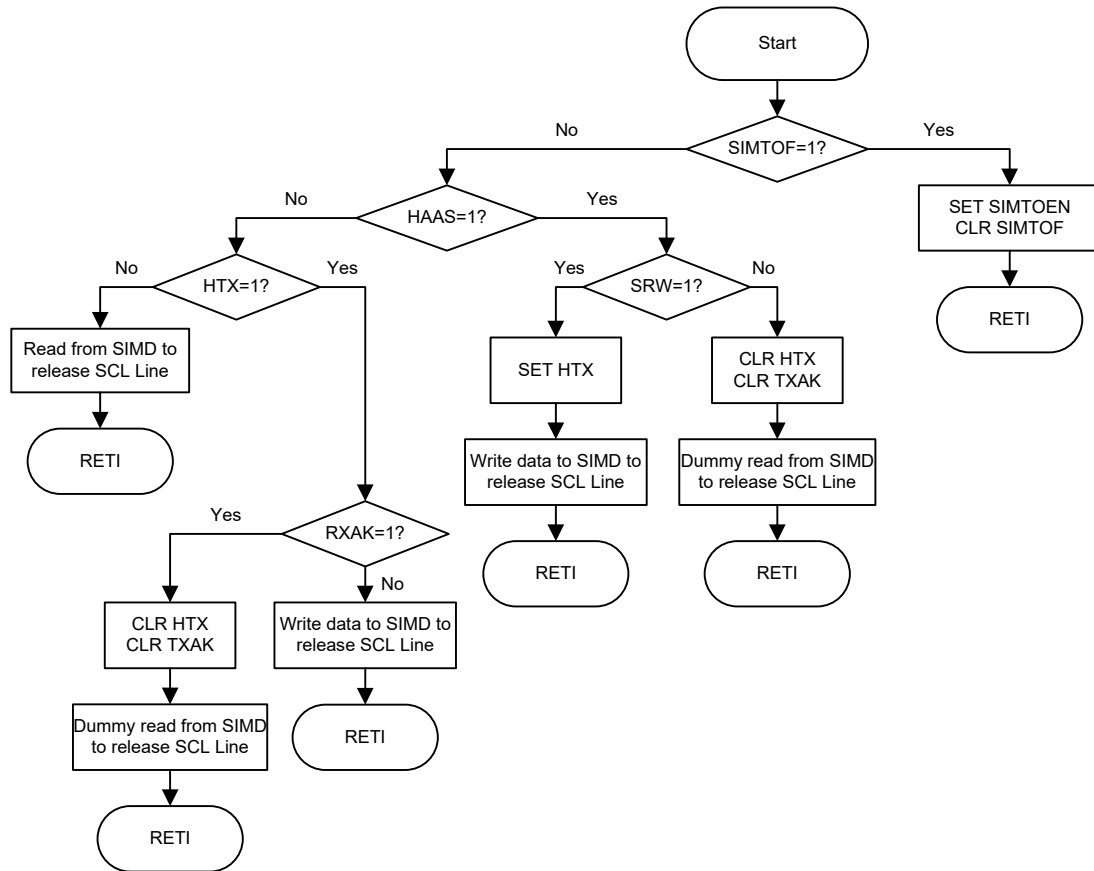 Start
No
Yes
SIMTOF=1?
No
HAAS=1?
Yes
SET SIMTOEN
CLR SIMTOF
No
HTX=1?
Yes
Yes
SRW=1?
No
RETI
Read from SIMD to
release SCL Line
SET HTX
CLR HTX
CLR TXAK
RETI
Write data to SIMD to
release SCL Line
Dummy read from SIMD
to release SCL Line
Yes
RXAK=1?
No
RETI
RETI
CLR HTX
CLR TXAK
Write data to SIMD to
release SCL Line
Dummy read from SIMD
to release SCL Line
RETI
RETI